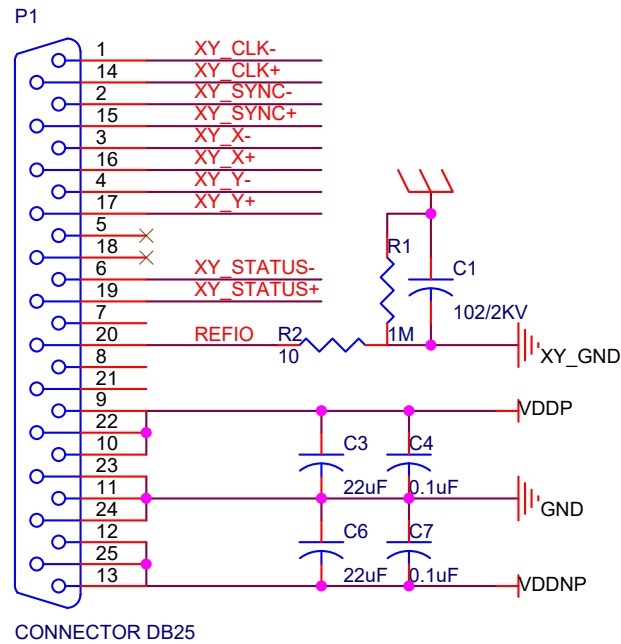 P1
1 XY_CLK-
14 XY_CLK+
2 XY_SYNC-
15 XY_SYNC+
3 XY_X-
16 XY_X+
4 XY_Y-
17 XY_Y+
5
18
6 XY_STATUS-
19 XY_STATUS+
7
20 REFIO
8
21
9
22
10
23
11
24
12
25
13
R1
1M
C1
102/2KV
R2
10
XY_GND
VDDP
C3
22uF
C4
0.1uF
GND
C6
22uF
C7
0.1uF
VDDNP
CONNECTOR DB25